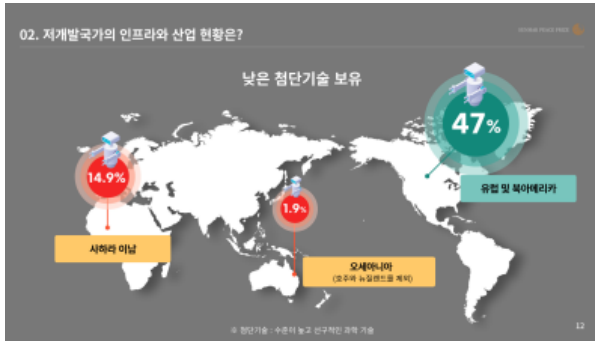 02. 저개발국가의 인프라와 산업 현황은?
낮은 첨단기술 보유
47%
14.9%
유럽 및 북아메리카
1.9%
사하라 이남
오세아니아
(호주와 뉴질랜드를 제외)
※ 첨단기술 : 수준이 높고 선구적인 과학 기술
12